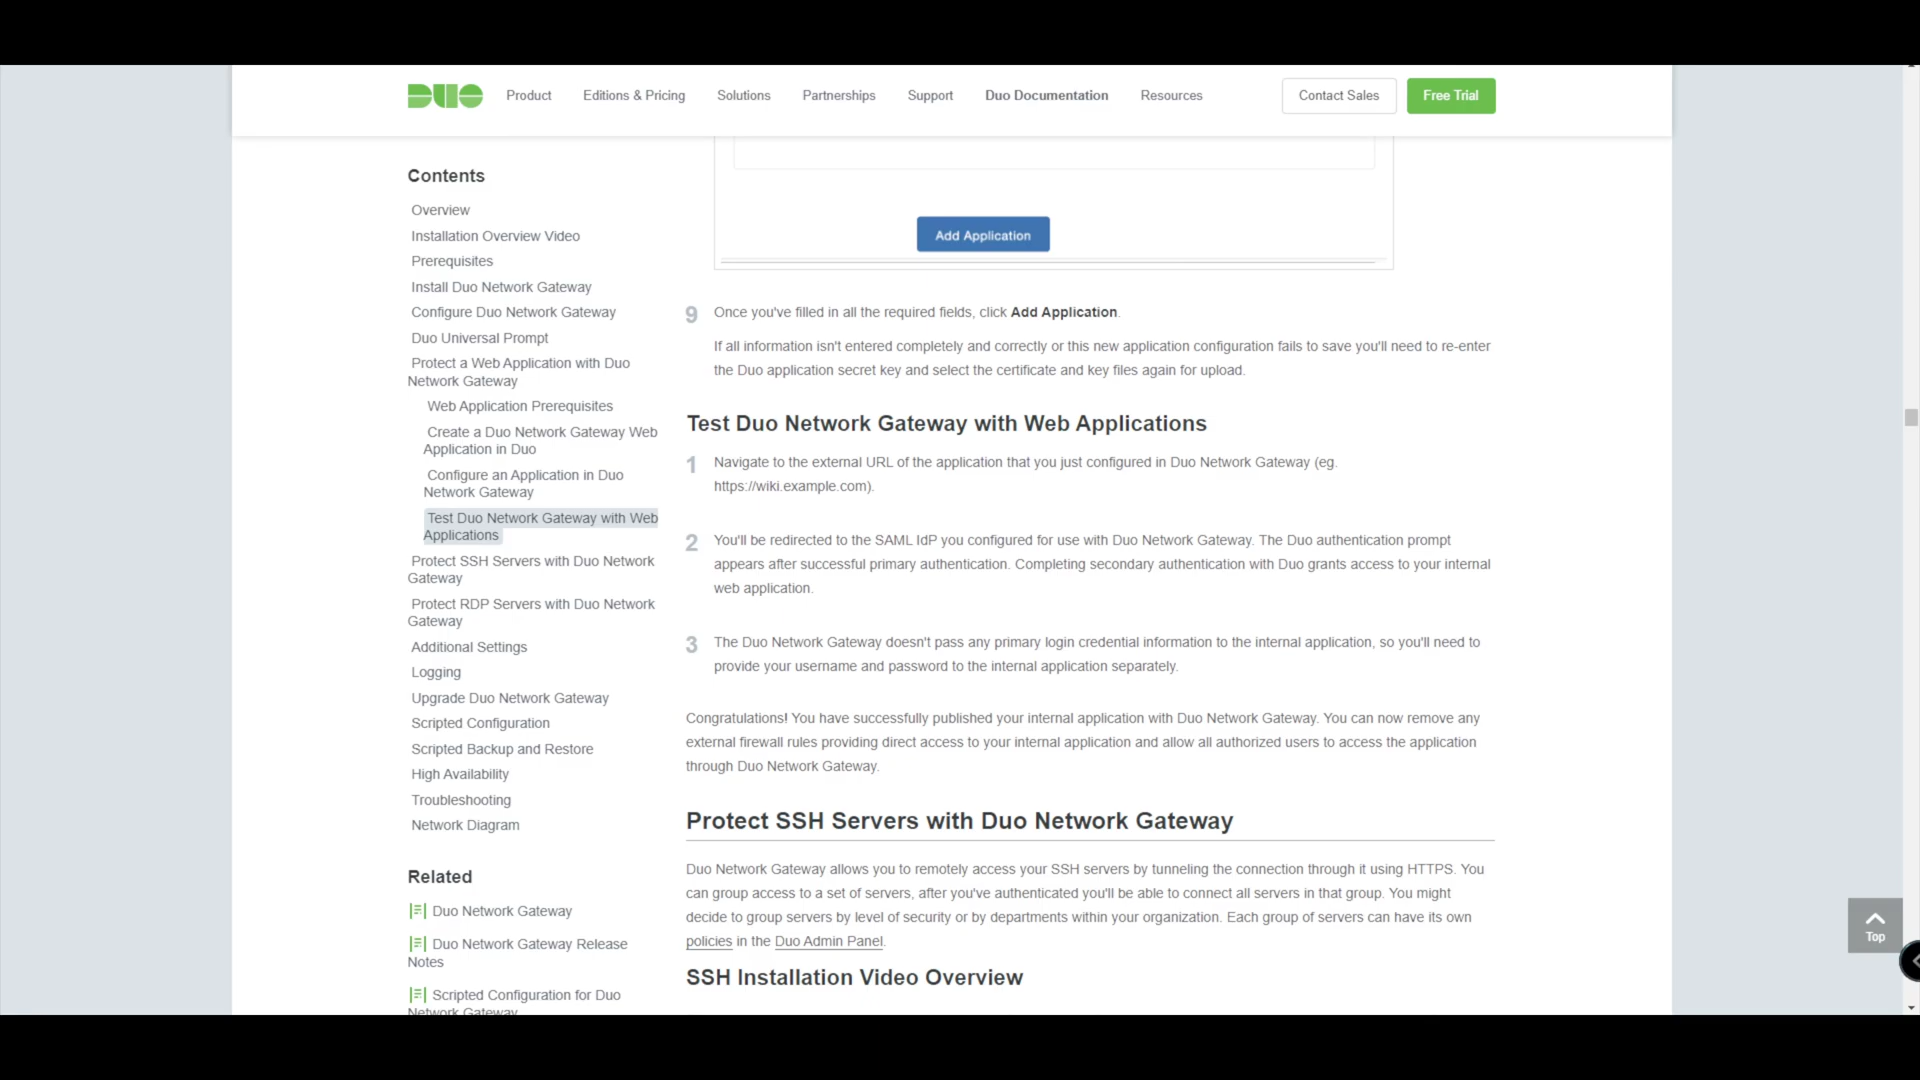 DUO
Product
Editions & Pricing
Solutions
Partnerships
Support
Duo Documentation
Resources
Contact Sales
Free Trial
Contents
Overview
Installation Overview Video
Prerequisites
Install Duo Network Gateway
Configure Duo Network Gateway
Duo Universal Prompt
Protect a Web Application with Duo
Network Gateway
Web Application Prerequisites
Create a Duo Network Gateway Web
Application in Duo
Configure an Application in Duo
Network Gateway
Test Duo Network Gateway with Web
Applications
Protect SSH Servers with Duo Network
Gateway
Protect RDP Servers with Duo Network
Gateway
Additional Settings
Logging
Upgrade Duo Network Gateway
Scripted Configuration
Scripted Backup and Restore
High Availability
Troubleshooting
Network Diagram
Related
Duo Network Gateway
Duo Network Gateway Release
Notes
Scripted Configuration for Duo
Network Gateway
Add Application
9 Once you've filled in all the required fields, click Add Application.
If all information isn't entered completely and correctly or this new application configuration fails to save you'll need to re-enter
the Duo application secret key and select the certificate and key files again for upload.
Test Duo Network Gateway with Web Applications
1 Navigate to the external URL of the application that you just configured in Duo Network Gateway (eg.
https://wiki.example.com).
2 You'll be redirected to the SAML IdP you configured for use with Duo Network Gateway. The Duo authentication prompt
appears after successful primary authentication. Completing secondary authentication with Duo grants access to your internal
web application.
3 The Duo Network Gateway doesn't pass any primary login credential information to the internal application, so you'll need to
provide your username and password to the internal application separately.
Congratulations! You have successfully published your internal application with Duo Network Gateway. You can now remove any
external firewall rules providing direct access to your internal application and allow all authorized users to access the application
through Duo Network Gateway.
Protect SSH Servers with Duo Network Gateway
Duo Network Gateway allows you to remotely access your SSH servers by tunneling the connection through it using HTTPS. You
can group access to a set of servers, after you've authenticated you'll be able to connect all servers in that group. You might
decide to group servers by level of security or by departments within your organization. Each group of servers can have its own
policies in the Duo Admin Panel.
SSH Installation Video Overview
Top